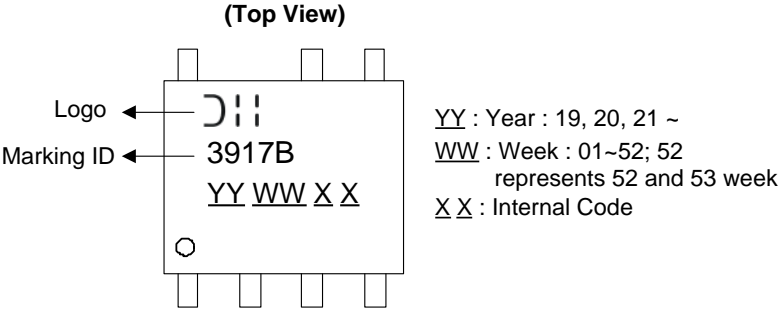 (Top View)
Logo
Marking ID
3917B
YY WW X X
YY : Year : 19, 20, 21 ~
WW : Week : 01~52; 52
represents 52 and 53 week
X X : Internal Code